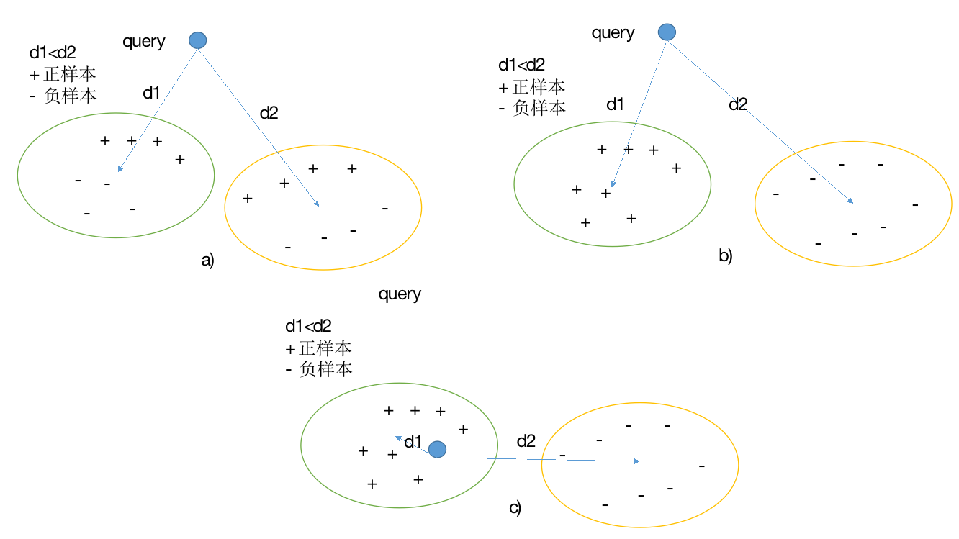 query
d1<d2
+ 正样本
- 负样本
d1
d2
a)
query
d1<d2
+ 正样本
- 负样本
d1
d2
b)
query
d1<d2
+ 正样本
- 负样本
d1
d2
c)